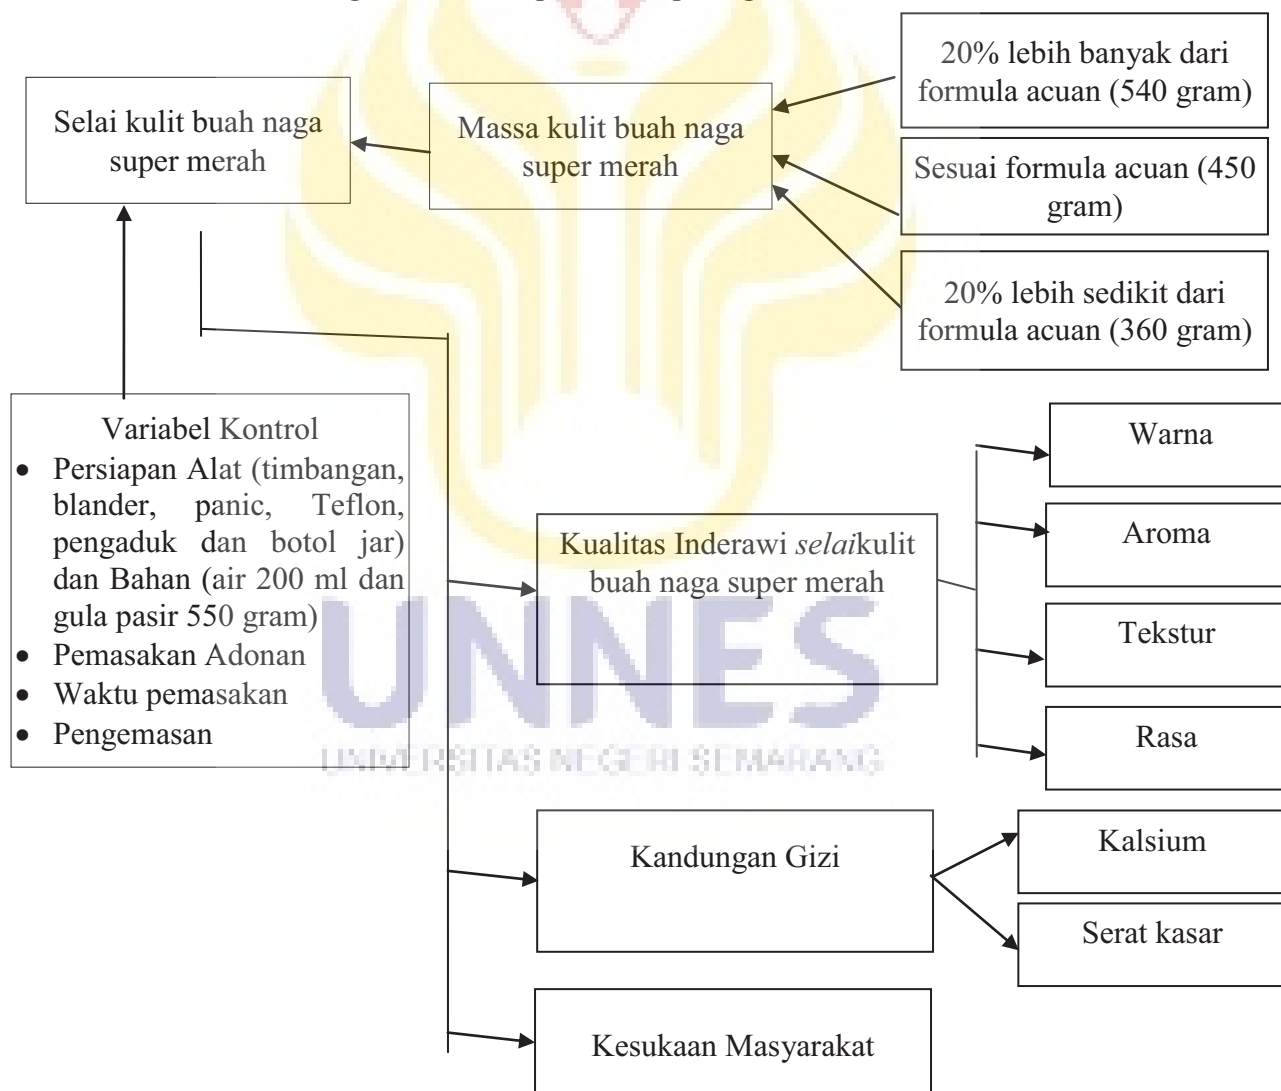 20% lebih banyak dari
formula acuan (540 gram)
Selai kulit buah naga
super merah
Massa kulit buah naga
super merah
Sesuai formula acuan (450
gram)
20% lebih sedikit dari
formula acuan (360 gram)
Variabel Kontrol
• Persiapan Alat (timbangan,
blander, panic, Teflon,
pengaduk dan botol jar)
dan Bahan (air 200 ml dan
gula pasir 550 gram)
• Pemasakan Adonan
• Waktu pemasakan
• Pengemasan
Kualitas Inderawi selaikulit
buah naga super merah
Warna
Aroma
Tekstur
Rasa
UNNES
UNIVERSITAS NEGERI SEMARANG
Kandungan Gizi
Kalsium
Serat kasar
Kesukaan Masyarakat